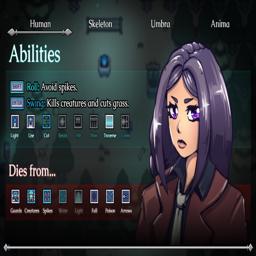 Human Skeleton Umbra Anima
Abilities
Roll: Avoid spikes.
Swing: Kills creatures and cuts grass.
Light Use Cut Traverse
Dies from...
Guards Creatures Spikes Water Light Fall Poison Arrows